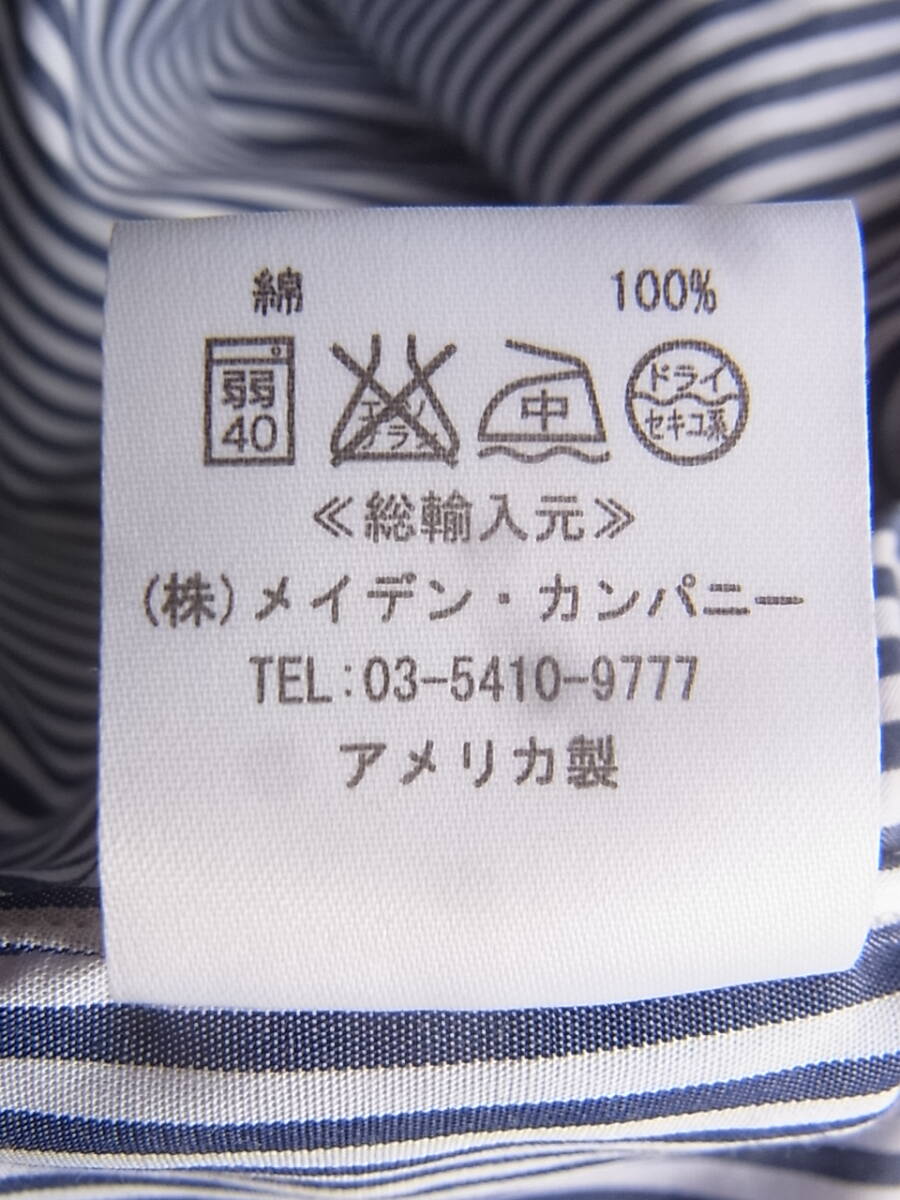 綿 100%
弱 40 エンソ サラシ 中 ドライ セキユ系
≪総輸入元≫
(株)メイデン・カンパニー
TEL:03-5410-9777
アメリカ製